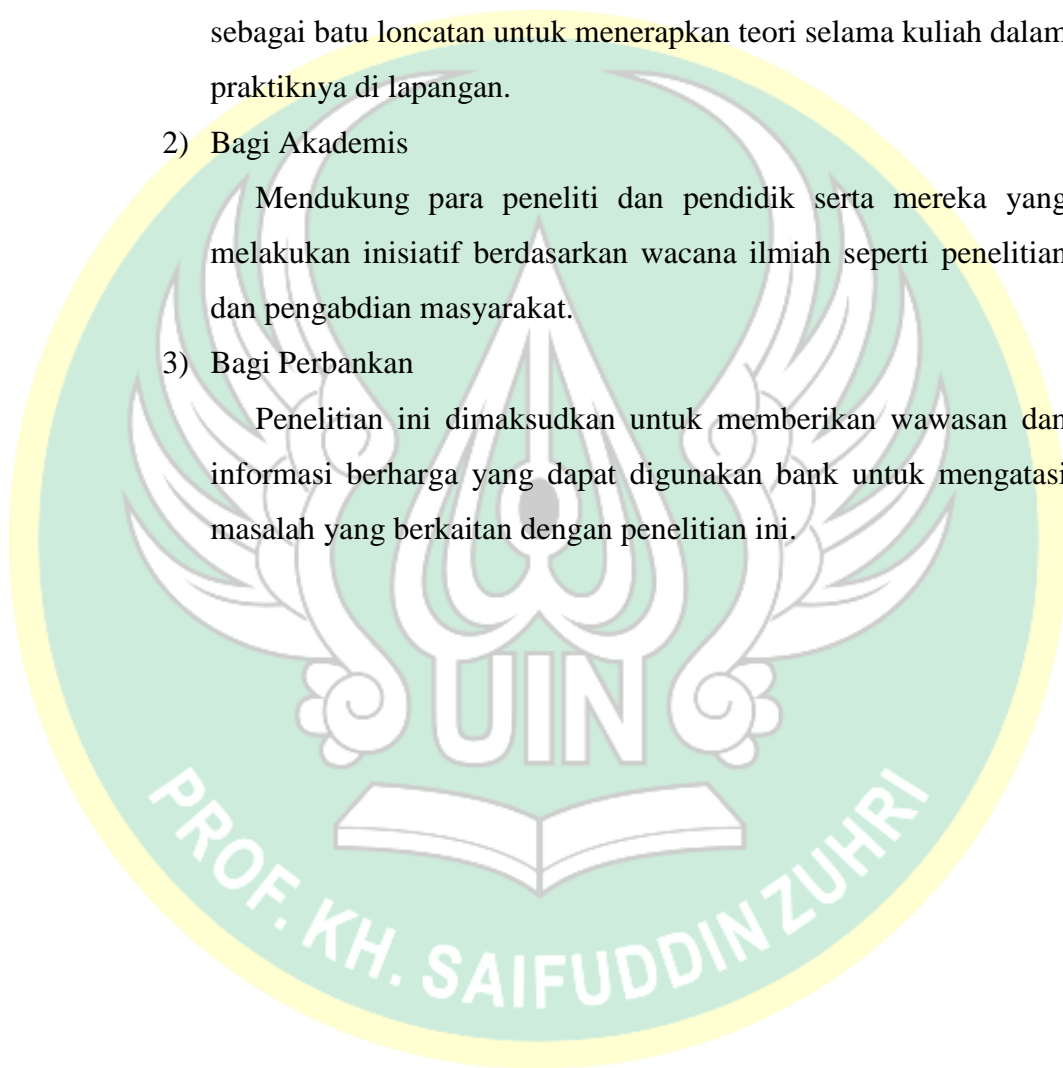 sebagai batu loncatan untuk menerapkan teori selama kuliah dalam
praktiknya di lapangan.
2) Bagi Akademis
Mendukung para peneliti dan pendidik serta mereka yang
melakukan inisiatif berdasarkan wacana ilmiah seperti penelitian
dan pengabdian masyarakat.
3) Bagi Perbankan
Penelitian ini dimaksudkan untuk memberikan wawasan dan
informasi berharga yang dapat digunakan bank untuk mengatasi
masalah yang berkaitan dengan penelitian ini.
UIN
PROF. KH. SAIFUDDIN ZUHRI